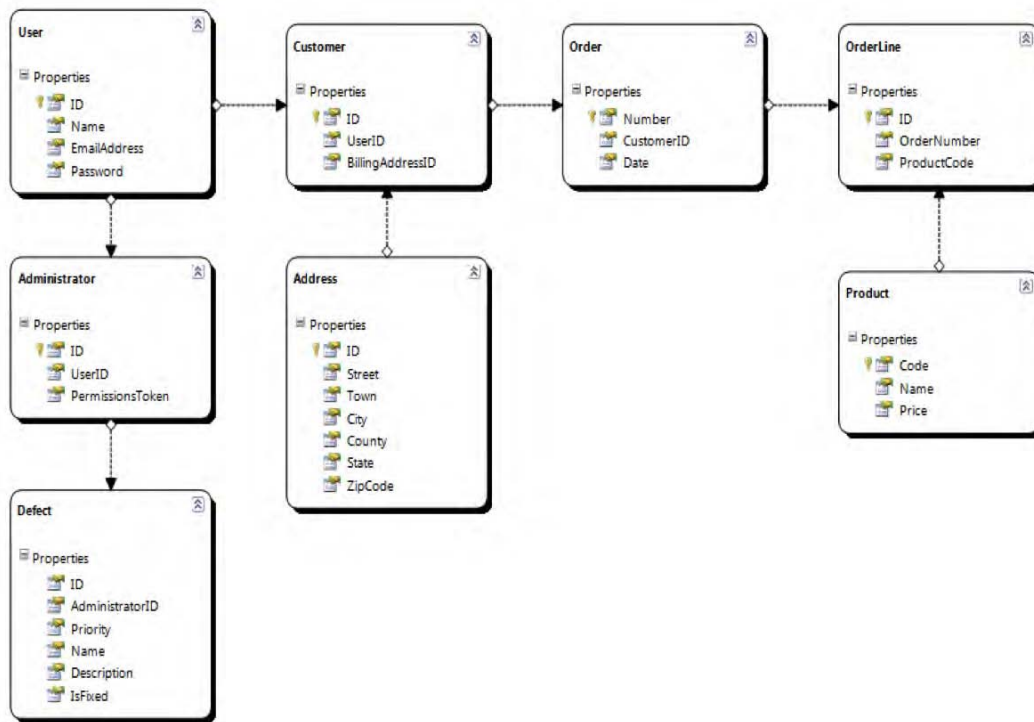 User
Properties
ID
Name
EmailAddress
Password
Customer
Properties
ID
UserID
BillingAddressID
Order
Properties
Number
CustomerID
Date
OrderLine
Properties
ID
OrderNumber
ProductCode
Administrator
Properties
ID
UserID
PermissionsToken
Address
Properties
ID
Street
Town
City
County
State
ZipCode
Product
Properties
Code
Name
Price
Defect
Properties
ID
AdministratorID
Priority
Name
Description
IsFixed